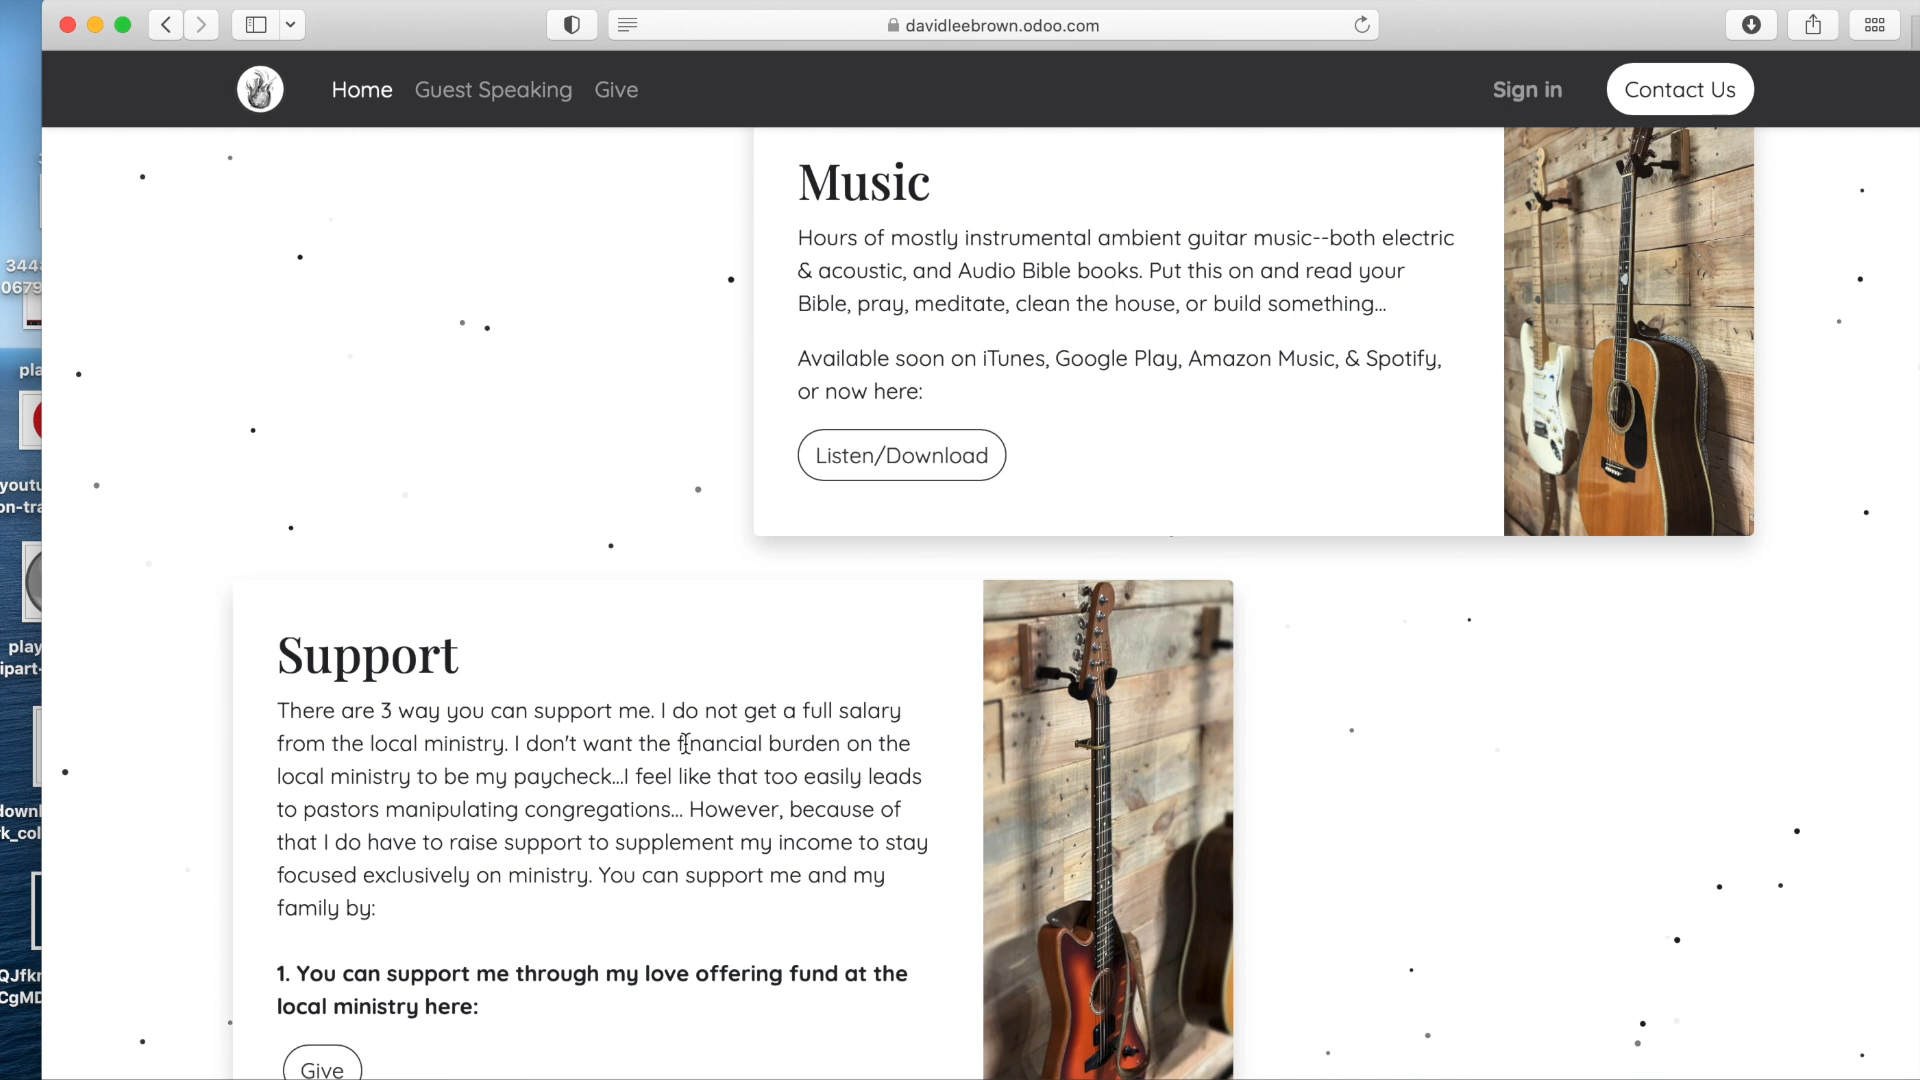 davidleebrown.odoo.com
Home Guest Speaking Give Sign in Contact Us
Music
Hours of mostly instrumental ambient guitar music--both electric
& acoustic, and Audio Bible books. Put this on and read your
Bible, pray, meditate, clean the house, or build something...
Available soon on iTunes, Google Play, Amazon Music, & Spotify,
or now here:
Listen/Download
Support
There are 3 way you can support me. I do not get a full salary
from the local ministry. I don't want the financial burden on the
local ministry to be my paycheck...I feel like that too easily leads
to pastors manipulating congregations... However, because of
that I do have to raise support to supplement my income to stay
focused exclusively on ministry. You can support me and my
family by:
1. You can support me through my love offering fund at the
local ministry here:
Give